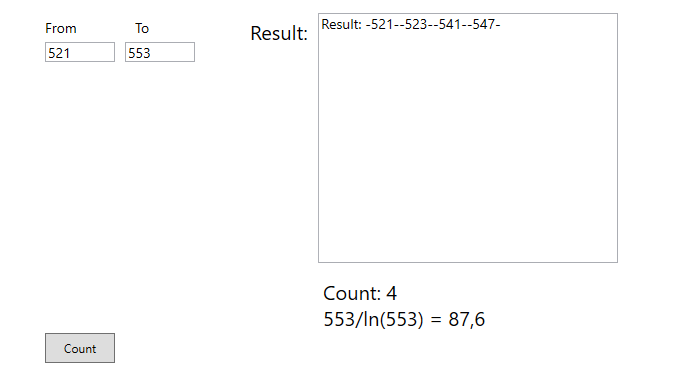 From To
521 553
Result:
Result: -521--523--541--547-
Count: 4
553/ln(553) = 87,6
Count